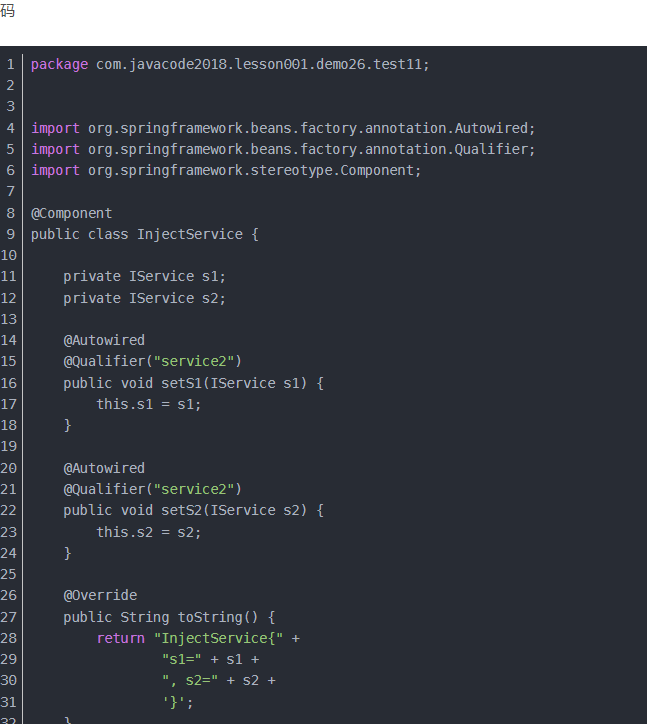 码
1 package com.javacode2018.lesson001.demo26.test11;
2
3
4 import org.springframework.beans.factory.annotation.Autowired;
5 import org.springframework.beans.factory.annotation.Qualifier;
6 import org.springframework.stereotype.Component;
7
8 @Component
9 public class InjectService {
10
11     private IService s1;
12     private IService s2;
13
14     @Autowired
15     @Qualifier("service2")
16     public void setS1(IService s1) {
17         this.s1 = s1;
18     }
19
20     @Autowired
21     @Qualifier("service2")
22     public void setS2(IService s2) {
23         this.s2 = s2;
24     }
25
26     @Override
27     public String toString() {
28         return "InjectService{" +
29                 "s1=" + s1 +
30                 ", s2=" + s2 +
31                 '}';
32     }